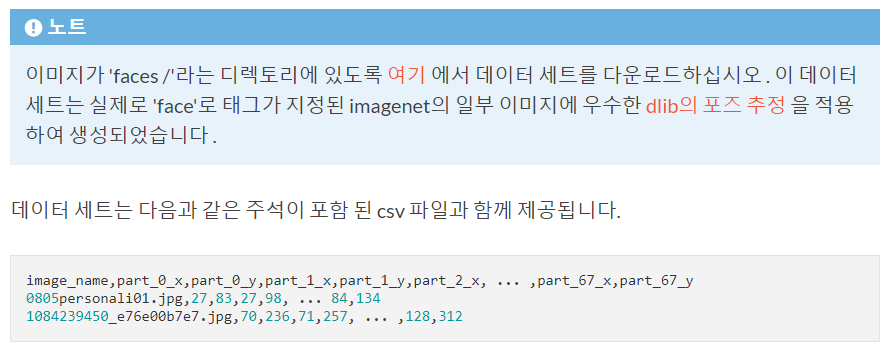 노트
이미지가 'faces /'라는 디렉토리에 있도록 여기 에서 데이터 세트를 다운로드하십시오 . 이 데이터
세트는 실제로 'face'로 태그가 지정된 imagenet의 일부 이미지에 우수한 dlib의 포즈 추정 을 적용
하여 생성되었습니다 .
데이터 세트는 다음과 같은 주석이 포함 된 csv 파일과 함께 제공됩니다.
image_name,part_0_x,part_0_y,part_1_x,part_1_y,part_2_x, ... ,part_67_x,part_67_y
0805personali01.jpg,27,83,27,98, ... 84,134
1084239450_e76e00b7e7.jpg,70,236,71,257, ... ,128,312